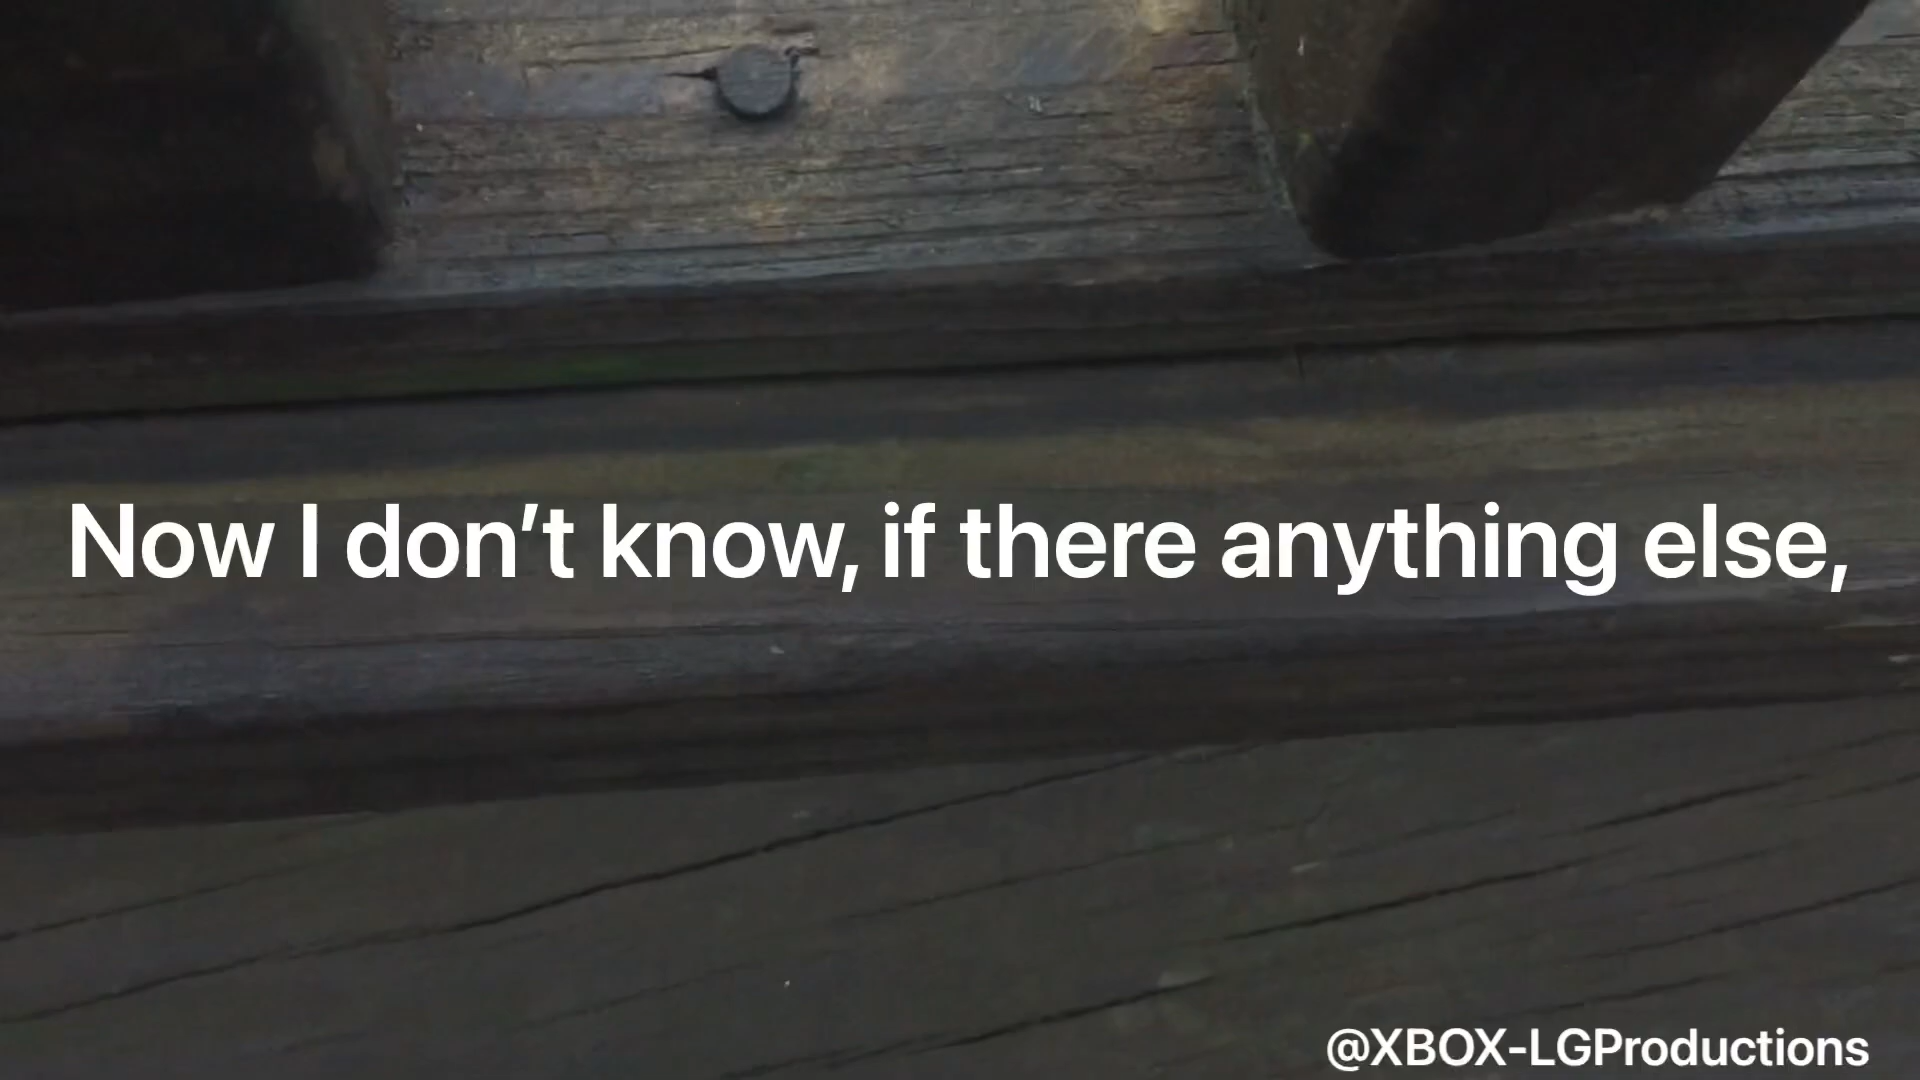 Now I don’t know, if there anything else,
@XBOX-LGProductions